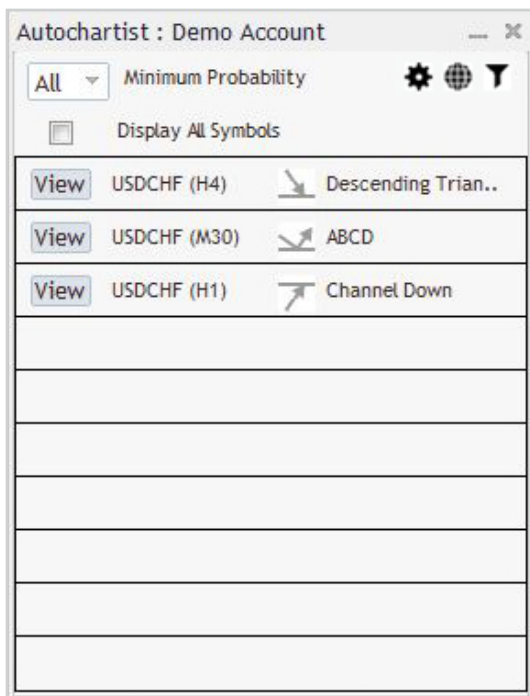 Autochartist : Demo Account
All Minimum Probability
Display All Symbols
View USDCHF (H4) Descending Trian..
View USDCHF (M30) ABCD
View USDCHF (H1) Channel Down